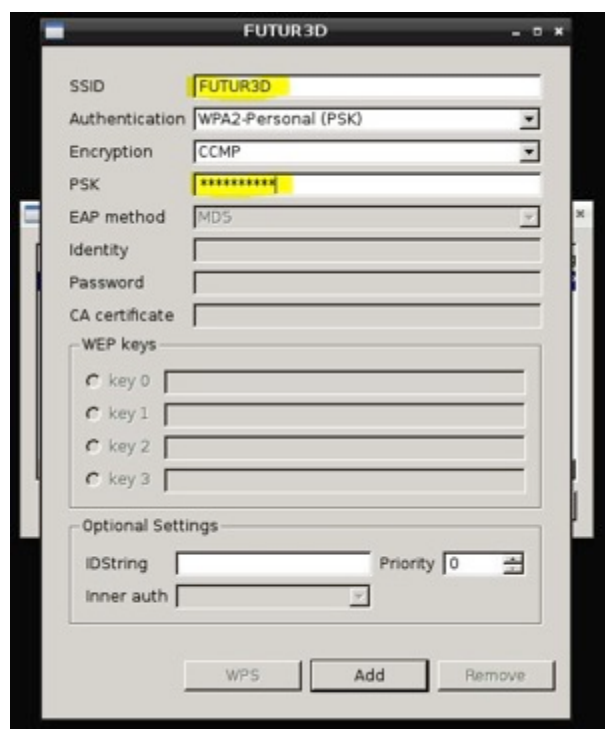 FUTUR3D
SSID FUTUR3D
Authentication WPA2-Personal (PSK)
Encryption CCMP
PSK **********
EAP method MD5
Identity
Password
CA certificate
WEP keys
key 0
key 1
key 2
key 3
Optional Settings
IDString Priority 0
Inner auth
WPS Add Remove